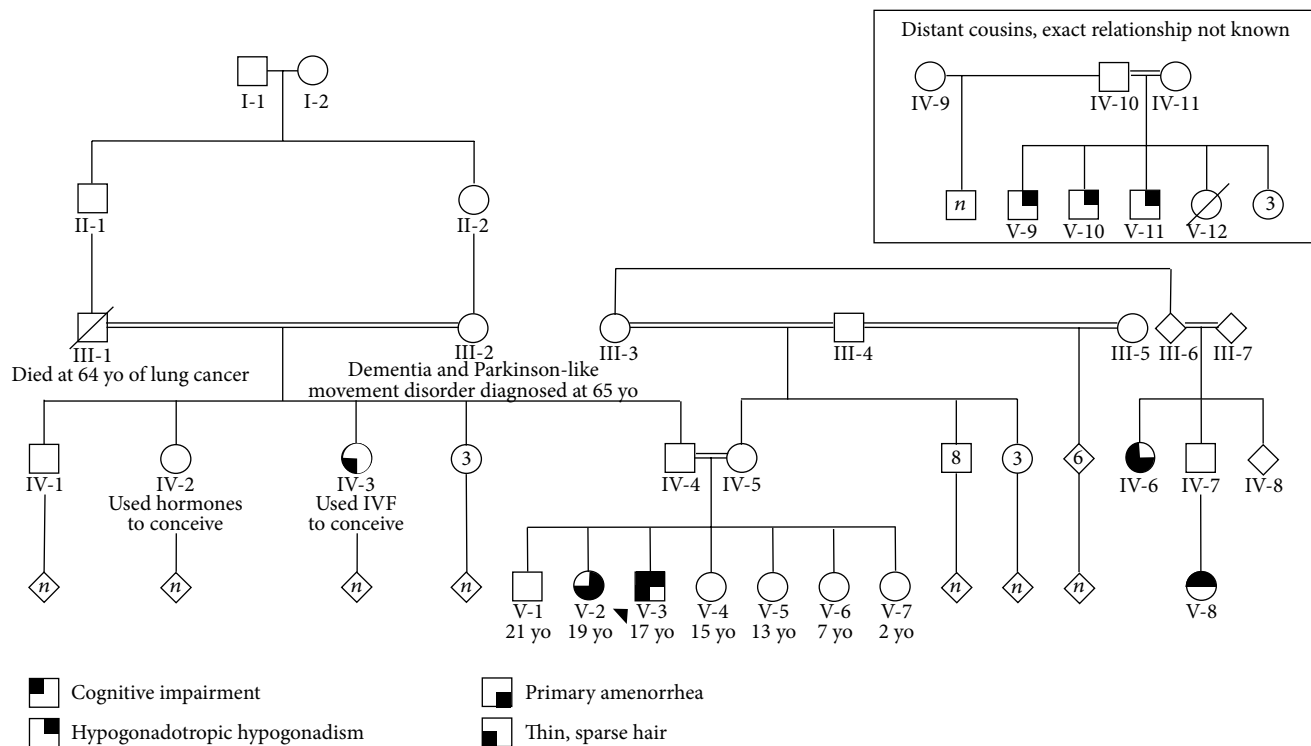 Distant cousins, exact relationship not known
IV-9 IV-10 IV-11
n 3
V-9 V-10 V-11 V-12
I-1 I-2
II-1 II-2
III-1 III-2 III-3 III-4 III-5 III-6 III-7
Died at 64 yo of lung cancer
Dementia and Parkinson-like
movement disorder diagnosed at 65 yo
3 8 3 6
IV-1 IV-2 IV-3 IV-4 IV-5 IV-6 IV-7 IV-8
Used hormones
to conceive
Used IVF
to conceive
n n n n n n n
V-1 V-2 V-3 V-4 V-5 V-6 V-7 V-8
21 yo 19 yo 17 yo 15 yo 13 yo 7 yo 2 yo
Cognitive impairment
Hypogonadotropic hypogonadism
Primary amenorrhea
Thin, sparse hair